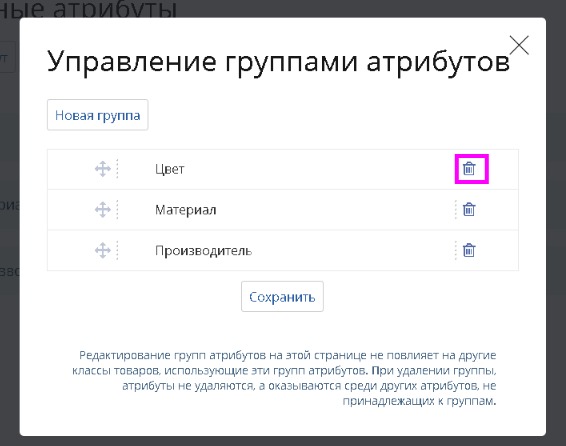 ные атрибуты
Управление группами атрибутов
Новая группа
Цвет
Материал
Производитель
Сохранить
Редактирование групп атрибутов на этой странице не повлияет на другие
классы товаров, использующие эти групп атрибутов. При удалении группы,
атрибуты не удаляются, а оказываются среди других атрибутов, не
принадлежащих к группам.